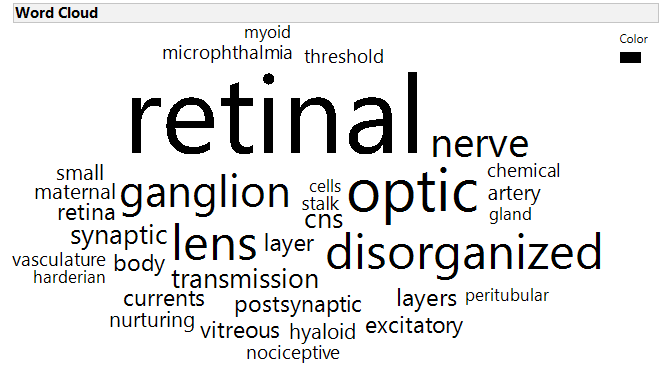 Word Cloud
Color
myoid
microphthalmia threshold
retinal
nerve
small chemical
maternal ganglion cells optic artery
retina stalk gland
cns
synaptic lens layer disorganized
vasculature body
harderian transmission
currents postsynaptic layers peritubular
nurturing vitreous hyaloid excitatory
nociceptive